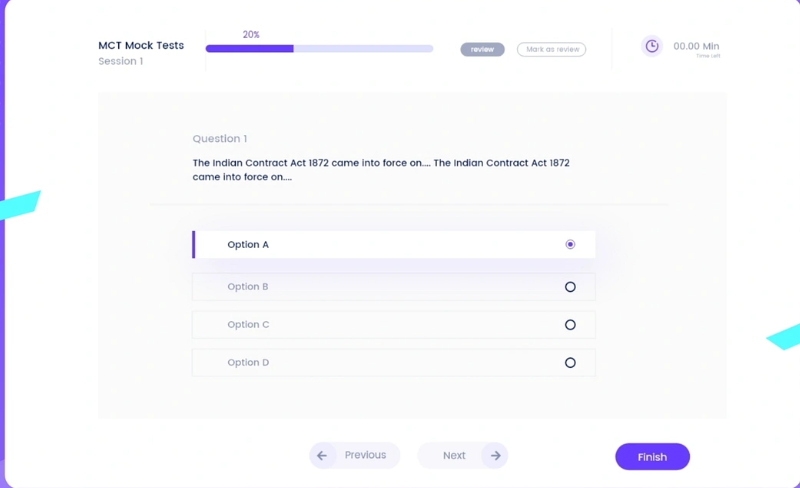 20%
MCT Mock Tests
Session 1
review
Mark as review
00.00 Min
Time Left
Question 1
The Indian Contract Act 1872 came into force on.... The Indian Contract Act 1872
came into force on....
Option A
Option B
Option C
Option D
Previous
Next
Finish